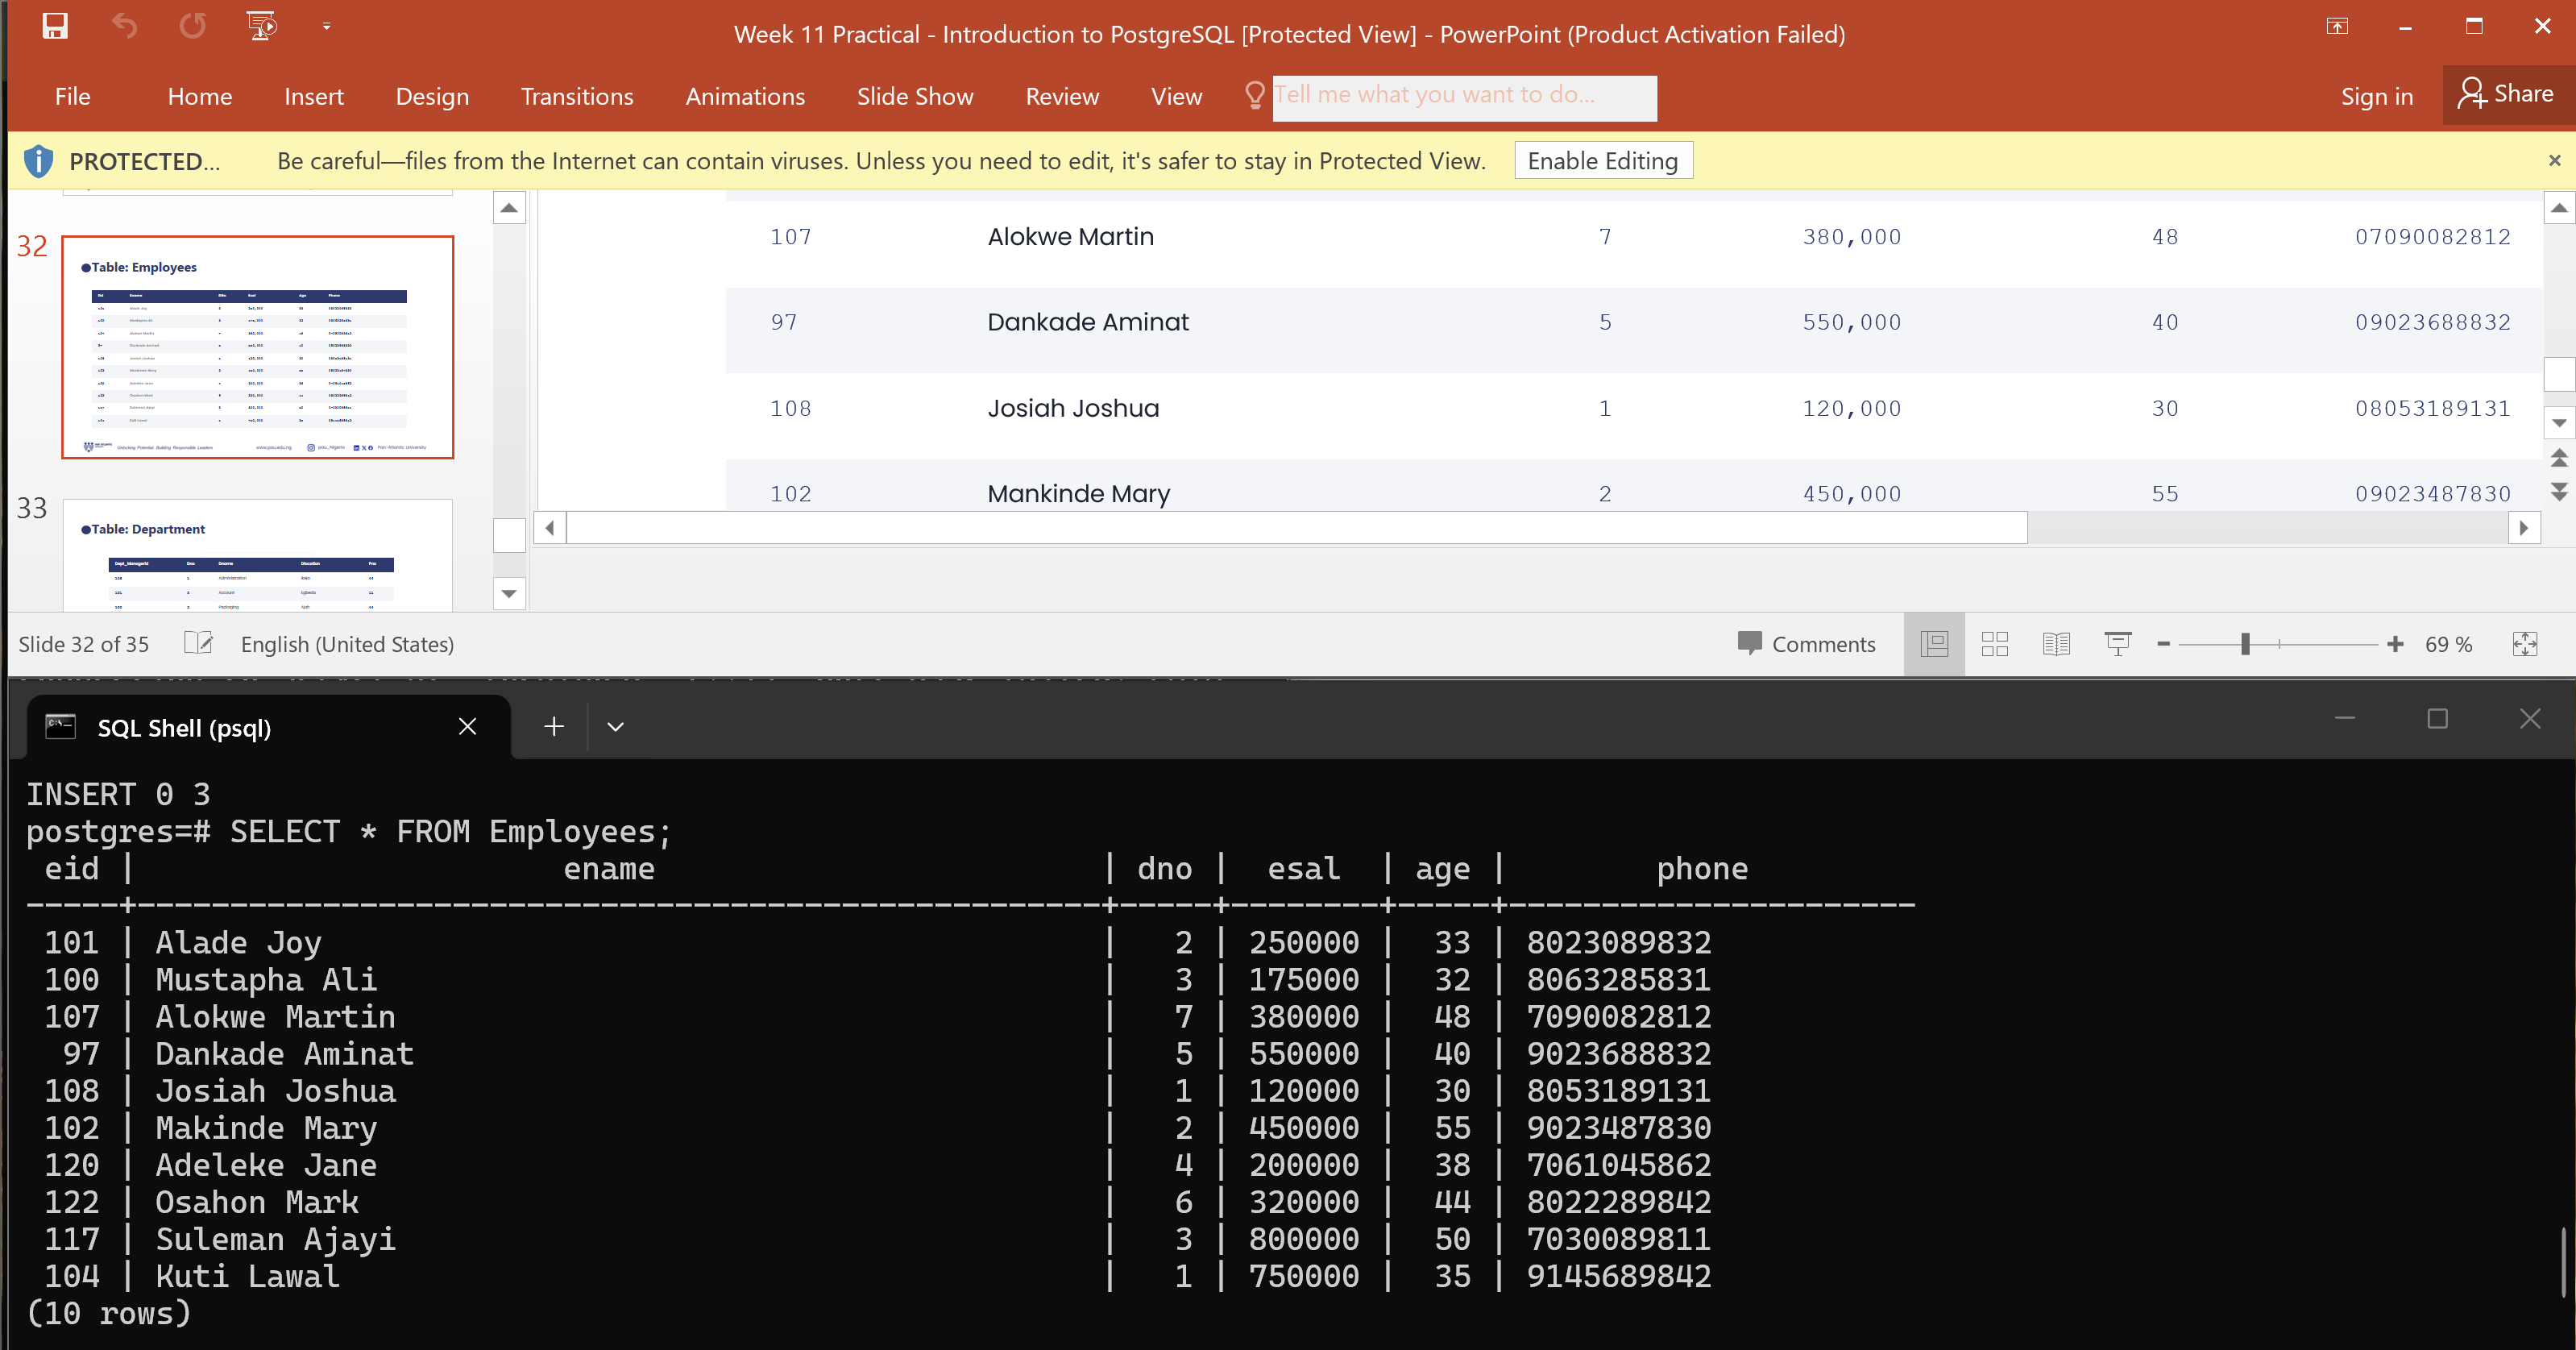 Week 11 Practical - Introduction to PostgreSQL [Protected View] - PowerPoint (Product Activation Failed)
File Home Insert Design Transitions Animations Slide Show Review View Tell me what you want to do... Sign in Share
PROTECTED... Be careful—files from the Internet can contain viruses. Unless you need to edit, it's safer to stay in Protected View. Enable Editing
32
Table: Employees
33
Table: Department
107 Alokwe Martin 7 380,000 48 07090082812
97 Dankade Aminat 5 550,000 40 09023688832
108 Josiah Joshua 1 120,000 30 08053189131
102 Mankinde Mary 2 450,000 55 09023487830
Slide 32 of 35 English (United States) Comments 69 %
SQL Shell (psql)
INSERT 0 3
postgres=# SELECT * FROM Employees;
eid | ename | dno | esal | age | phone
-----+----------------------------------------------------+-----+--------+-----+----------------------
101 | Alade Joy | 2 | 250000 | 33 | 8023089832
100 | Mustapha Ali | 3 | 175000 | 32 | 8063285831
107 | Alokwe Martin | 7 | 380000 | 48 | 7090082812
97 | Dankade Aminat | 5 | 550000 | 40 | 9023688832
108 | Josiah Joshua | 1 | 120000 | 30 | 8053189131
102 | Makinde Mary | 2 | 450000 | 55 | 9023487830
120 | Adeleke Jane | 4 | 200000 | 38 | 7061045862
122 | Osahon Mark | 6 | 320000 | 44 | 8022289842
117 | Suleman Ajayi | 3 | 800000 | 50 | 7030089811
104 | Kuti Lawal | 1 | 750000 | 35 | 9145689842
(10 rows)